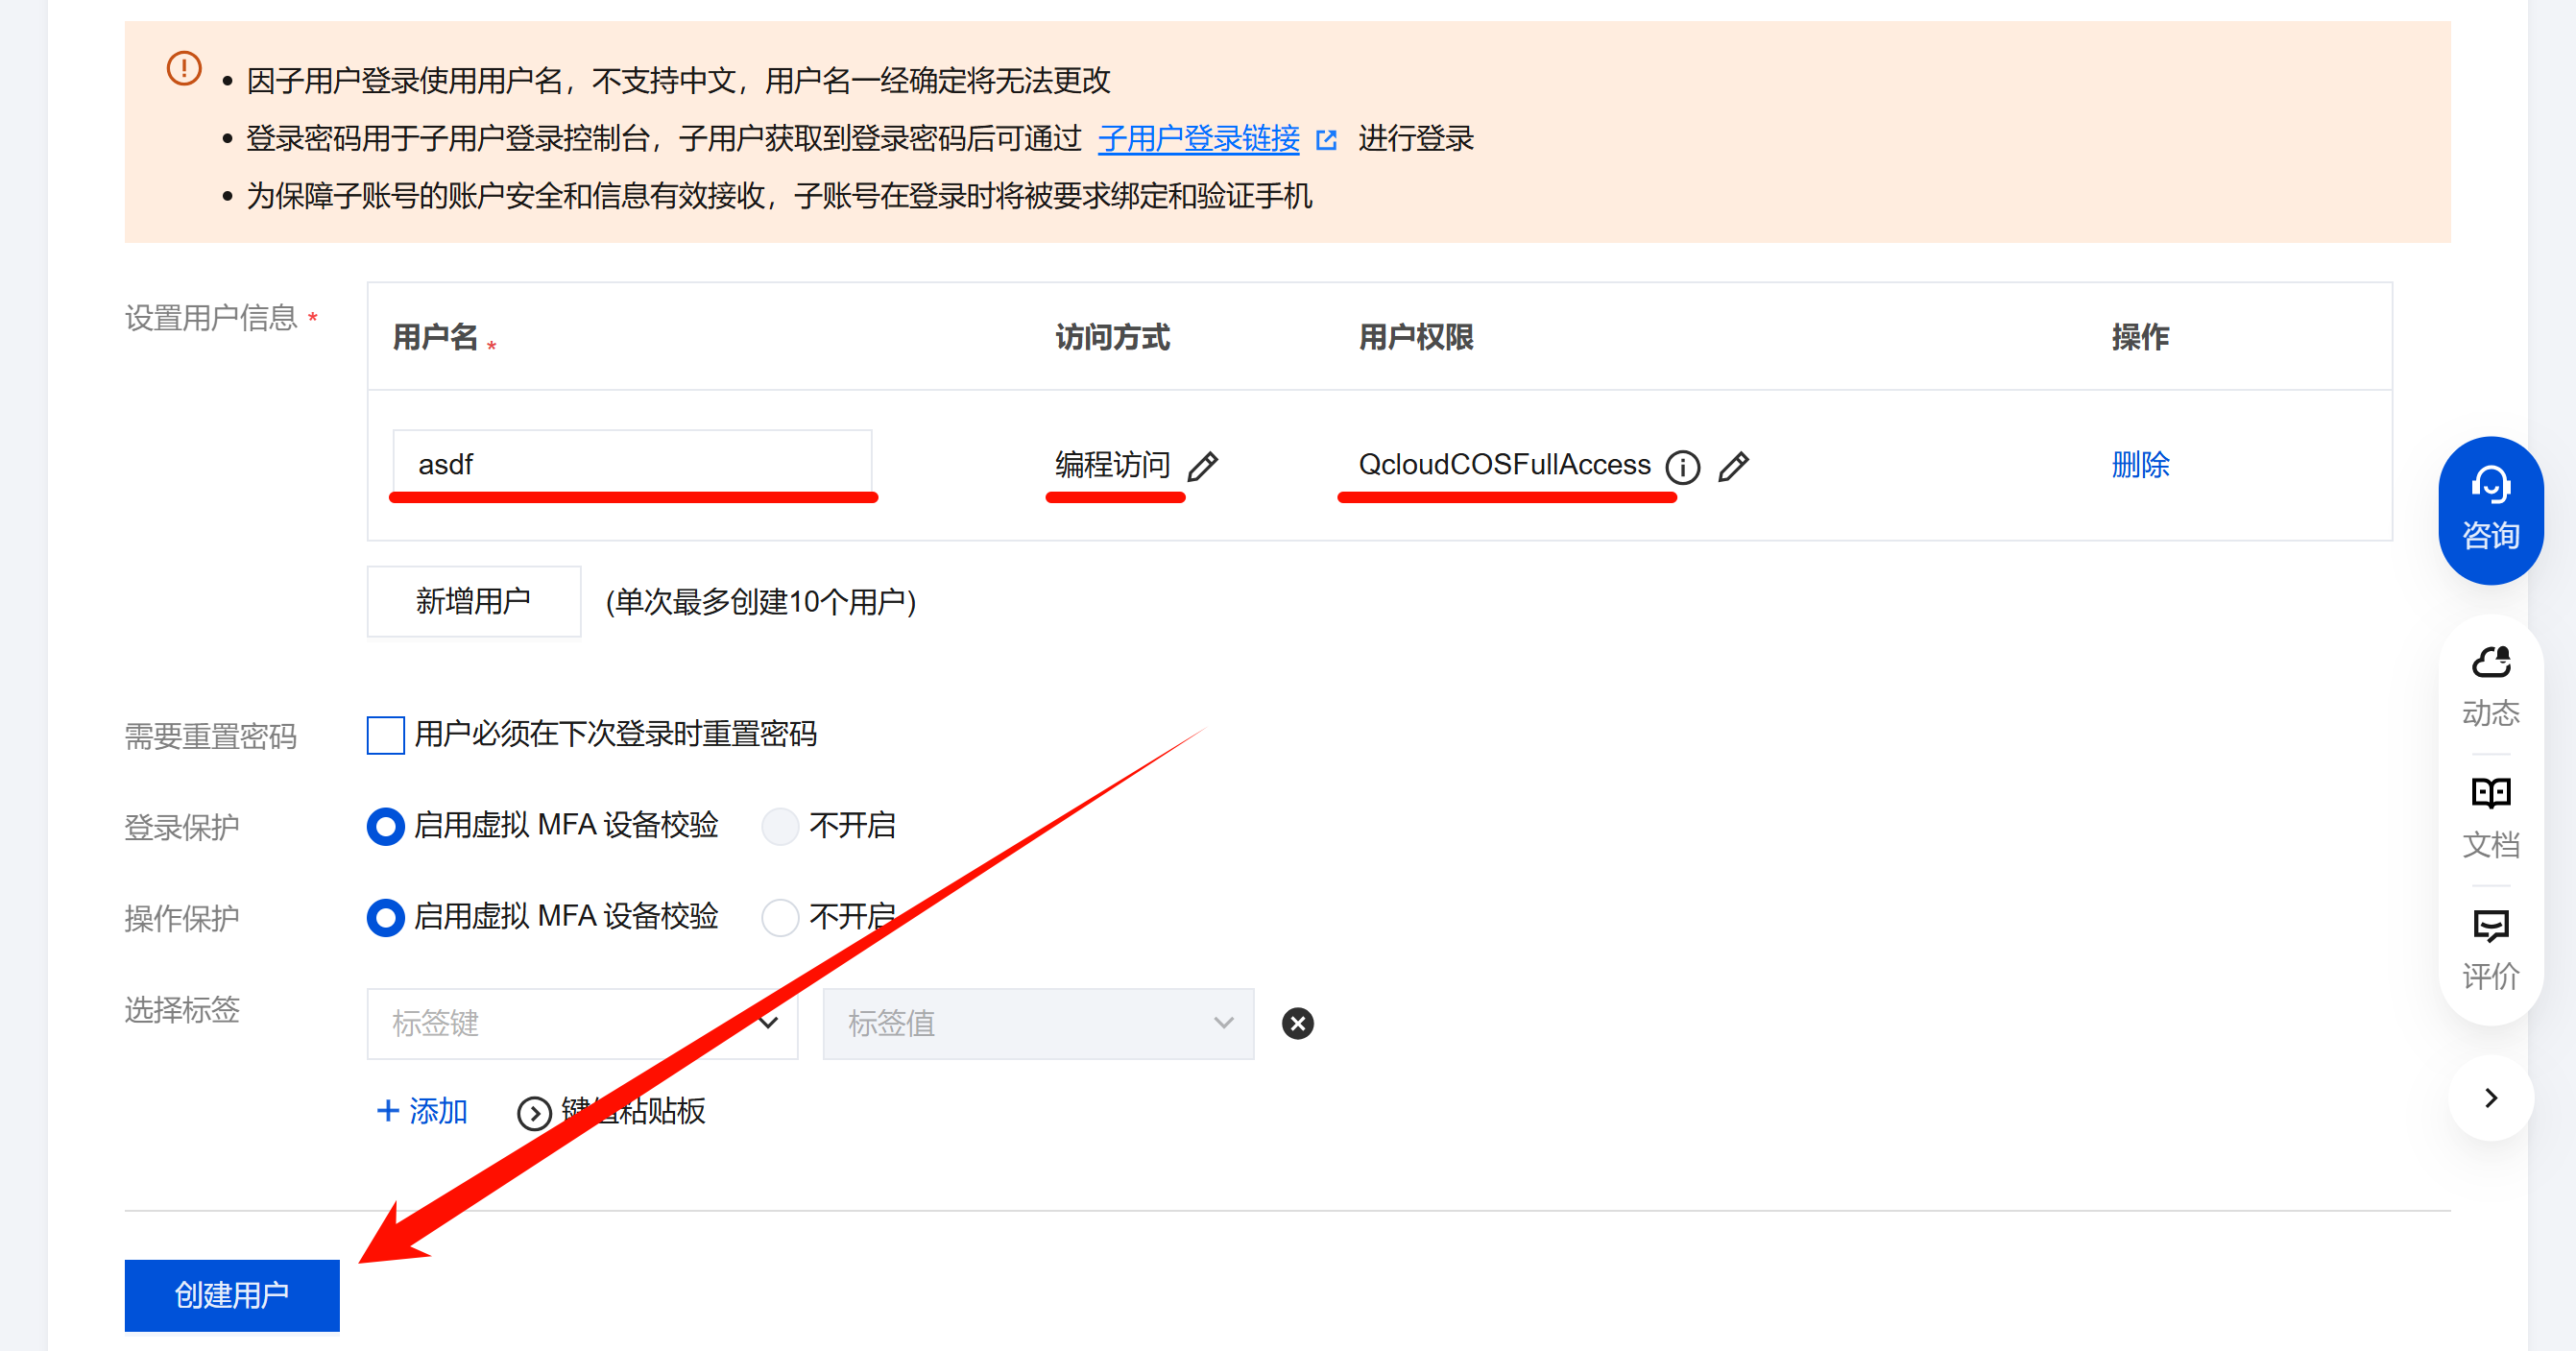 因子用户登录使用用户名，不支持中文，用户名一经确定将无法更改
登录密码用于子用户登录控制台，子用户获取到登录密码后可通过 子用户登录链接 进行登录
为保障子账号的账户安全和信息有效接收，子账号在登录时将被要求绑定和验证手机
设置用户信息 *
用户名 * 访问方式 用户权限 操作
asdf 编程访问 QcloudCOSFullAccess 删除
新增用户 (单次最多创建10个用户)
需要重置密码 用户必须在下次登录时重置密码
登录保护 启用虚拟 MFA 设备校验 不开启
操作保护 启用虚拟 MFA 设备校验 不开启
选择标签 标签键 标签值
+ 添加 键值粘贴板
创建用户
咨询
动态
文档
评价